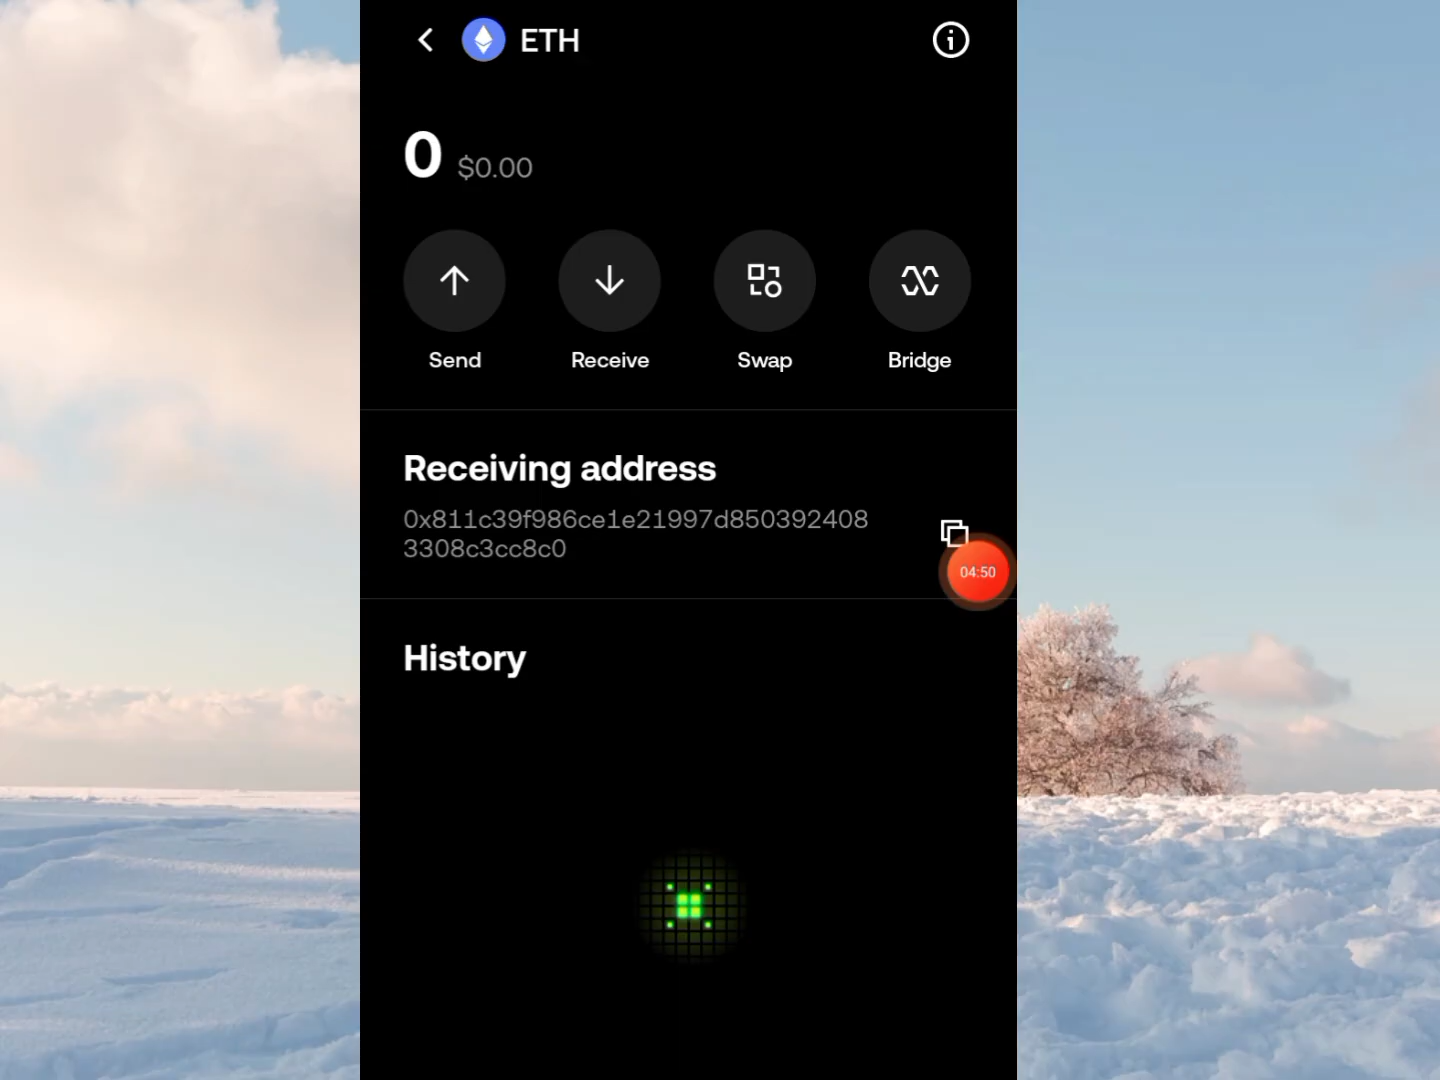 ETH
0 $0.00
Send Receive Swap Bridge
Receiving address
0x811c39f986ce1e21997d850392408
3308c3cc8c0
04:50
History